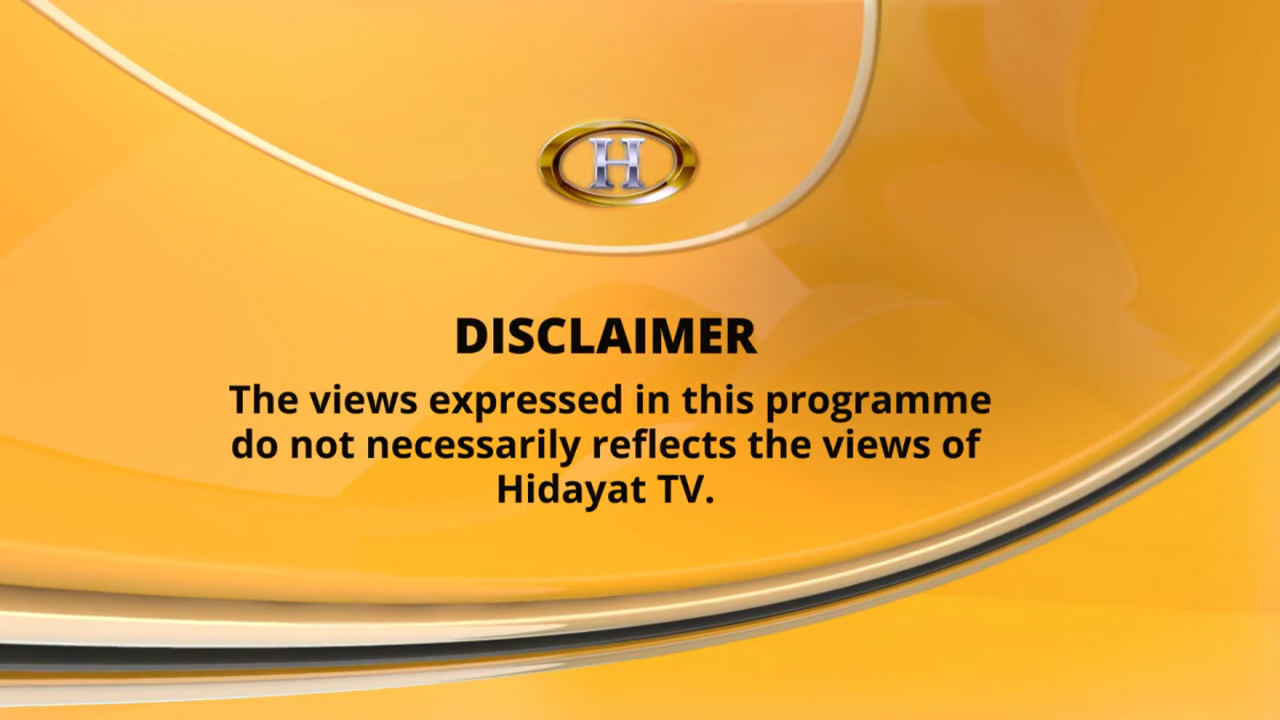 H
DISCLAIMER
The views expressed in this programme
do not necessarily reflects the views of
Hidayat TV.